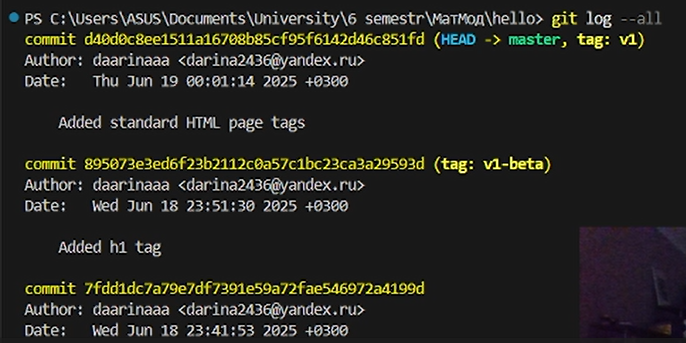 PS C:\Users\ASUS\Documents\University\6 semestr\МатМод\hello> git log --all
commit d40d0c8ee1511a16708b85cf95f6142d46c851fd (HEAD -> master, tag: v1)
Author: daarinaaa <darina2436@yandex.ru>
Date:   Thu Jun 19 00:01:14 2025 +0300
Added standard HTML page tags
commit 895073e3ed6f23b2112c0a57c1bc23ca3a29593d (tag: v1-beta)
Author: daarinaaa <darina2436@yandex.ru>
Date:   Wed Jun 18 23:51:30 2025 +0300
Added h1 tag
commit 7fdd1dc7a79e7df7391e59a72fae546972a4199d
Author: daarinaaa <darina2436@yandex.ru>
Date:   Wed Jun 18 23:41:53 2025 +0300